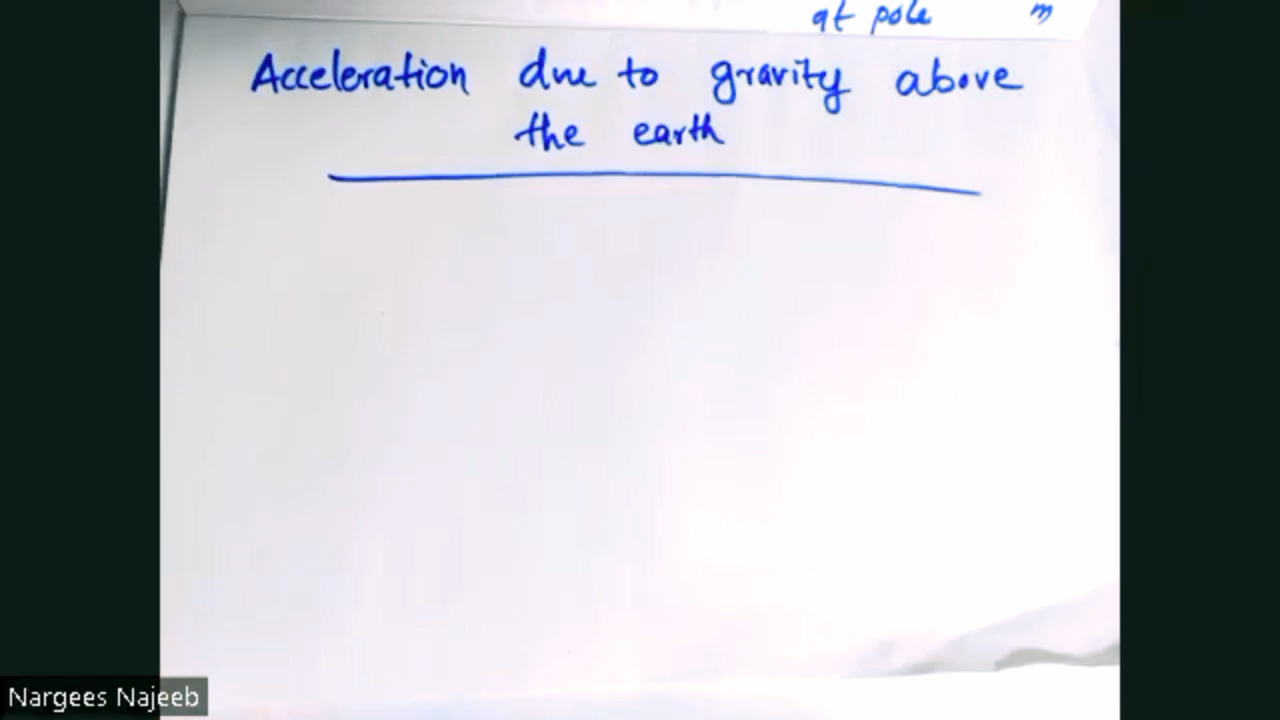 at pole m
Acceleration due to gravity above
the earth
Nargees Najeeb